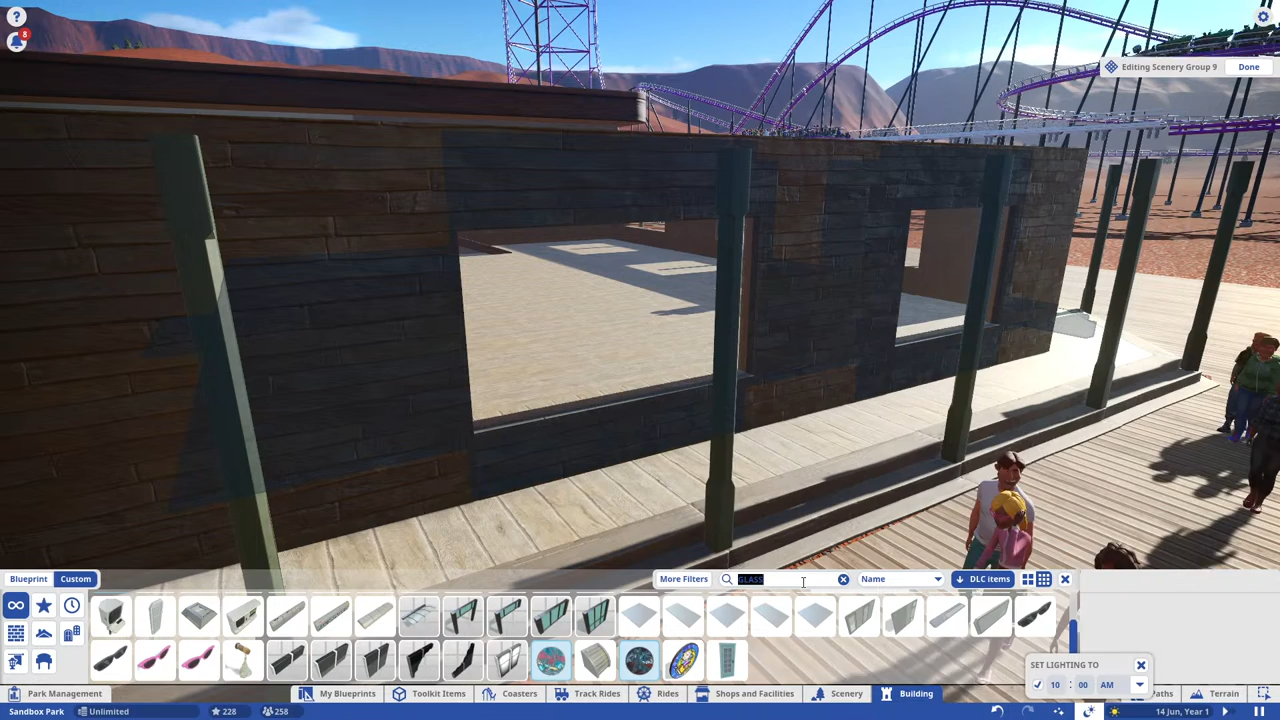 ?
8
Editing Scenery Group 9 Done
Blueprint Custom More Filters GLASS Name DLC items
SET LIGHTING TO
10 : 00 AM
Park Management My Blueprints Toolkit Items Coasters Track Rides Rides Shops and Facilities Scenery Building Paths Terrain
Sandbox Park Unlimited 228 258 14 Jun, Year 1